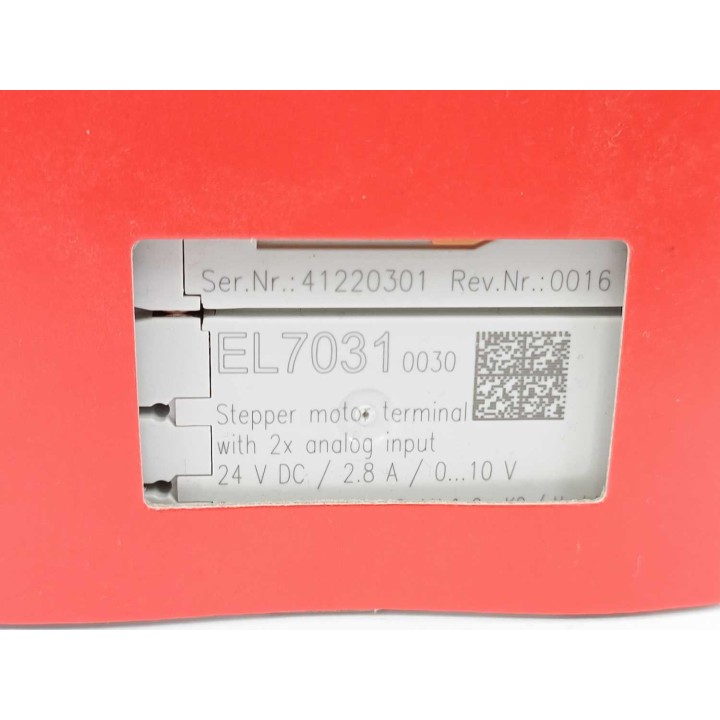 Ser.Nr.: 41220301 Rev.Nr.:0016
EL7031 0030
Stepper motor terminal
with 2x analog input
24 V DC / 2.8 A / 0...10 V